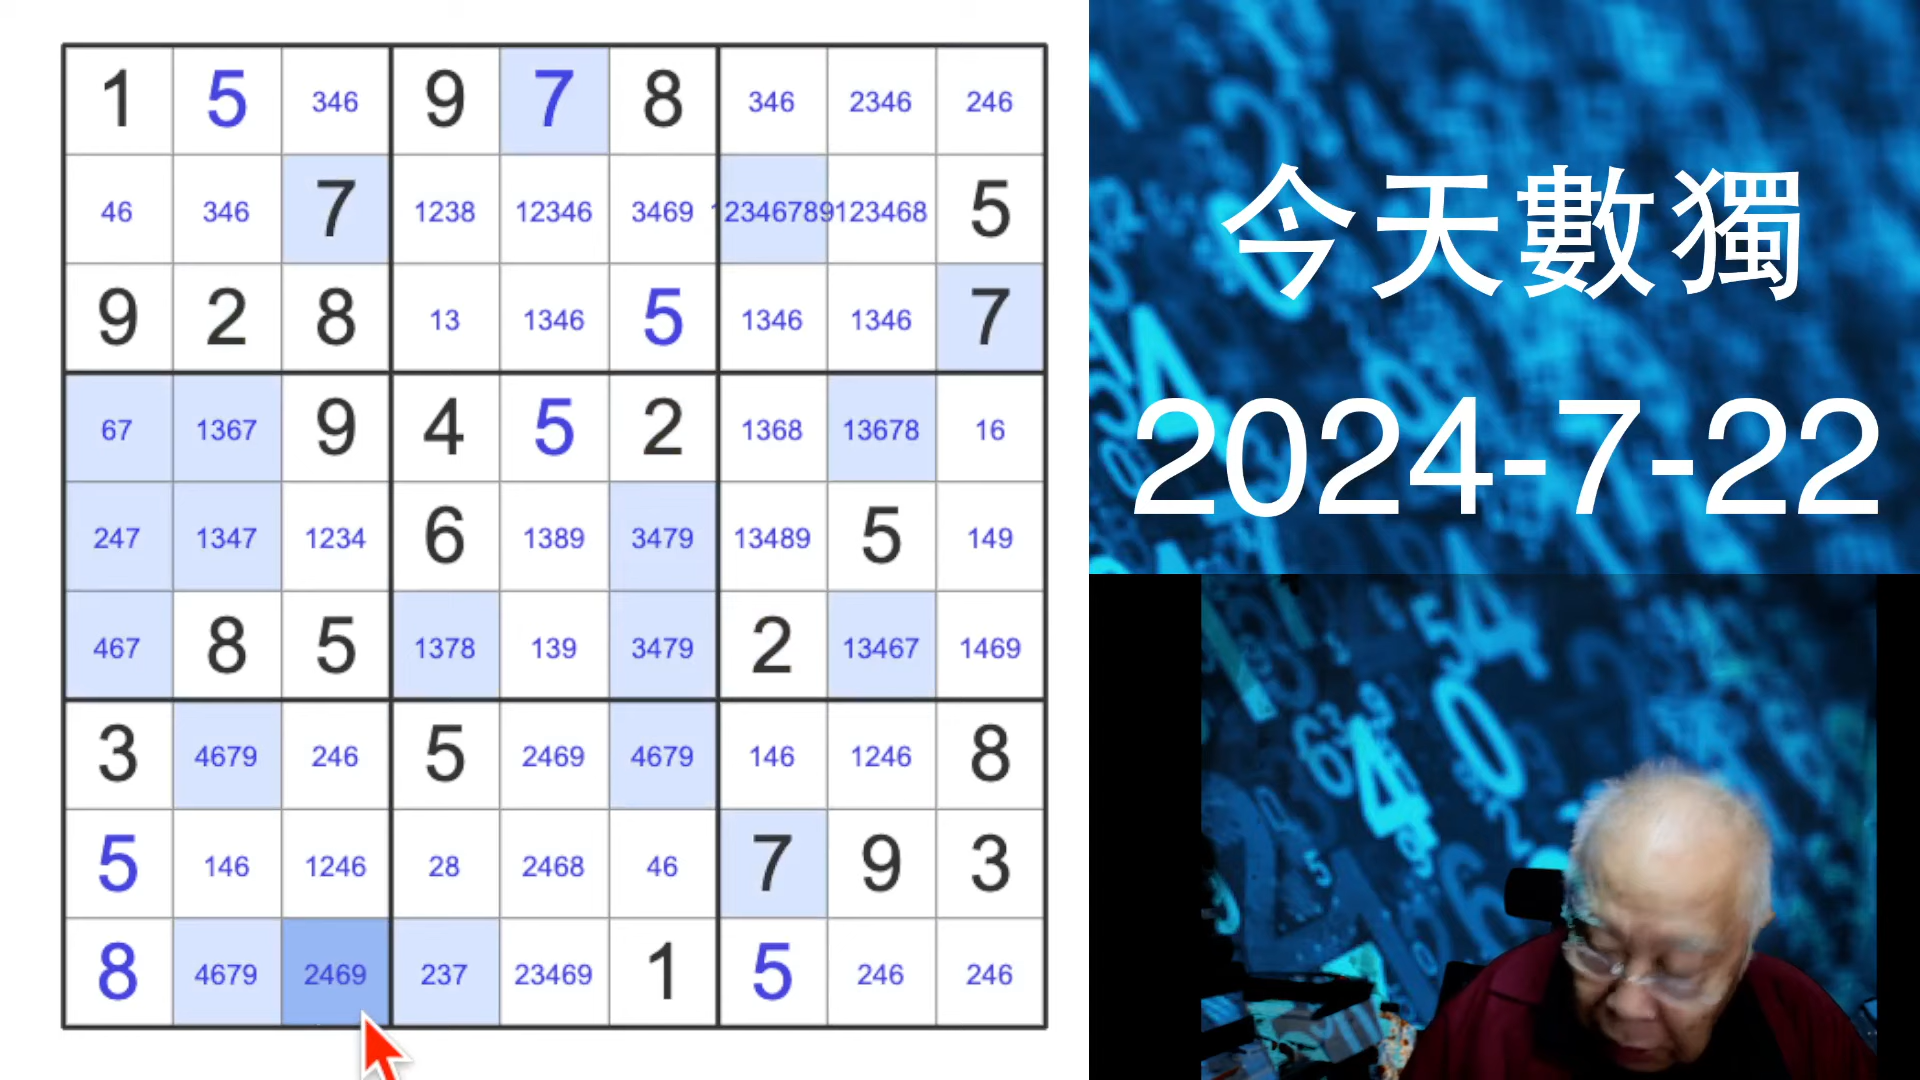 1 5 346 9 7 8 346 2346 246
46 346 7 1238 12346 3469 12346789 123468 5
9 2 8 13 1346 5 1346 1346 7
67 1367 9 4 5 2 1368 13678 16
247 1347 1234 6 1389 3479 13489 5 149
467 8 5 1378 139 3479 2 13467 1469
3 4679 246 5 2469 4679 146 1246 8
5 146 1246 28 2468 46 7 9 3
8 4679 2469 237 23469 1 5 246 246
今天數獨
2024-7-22